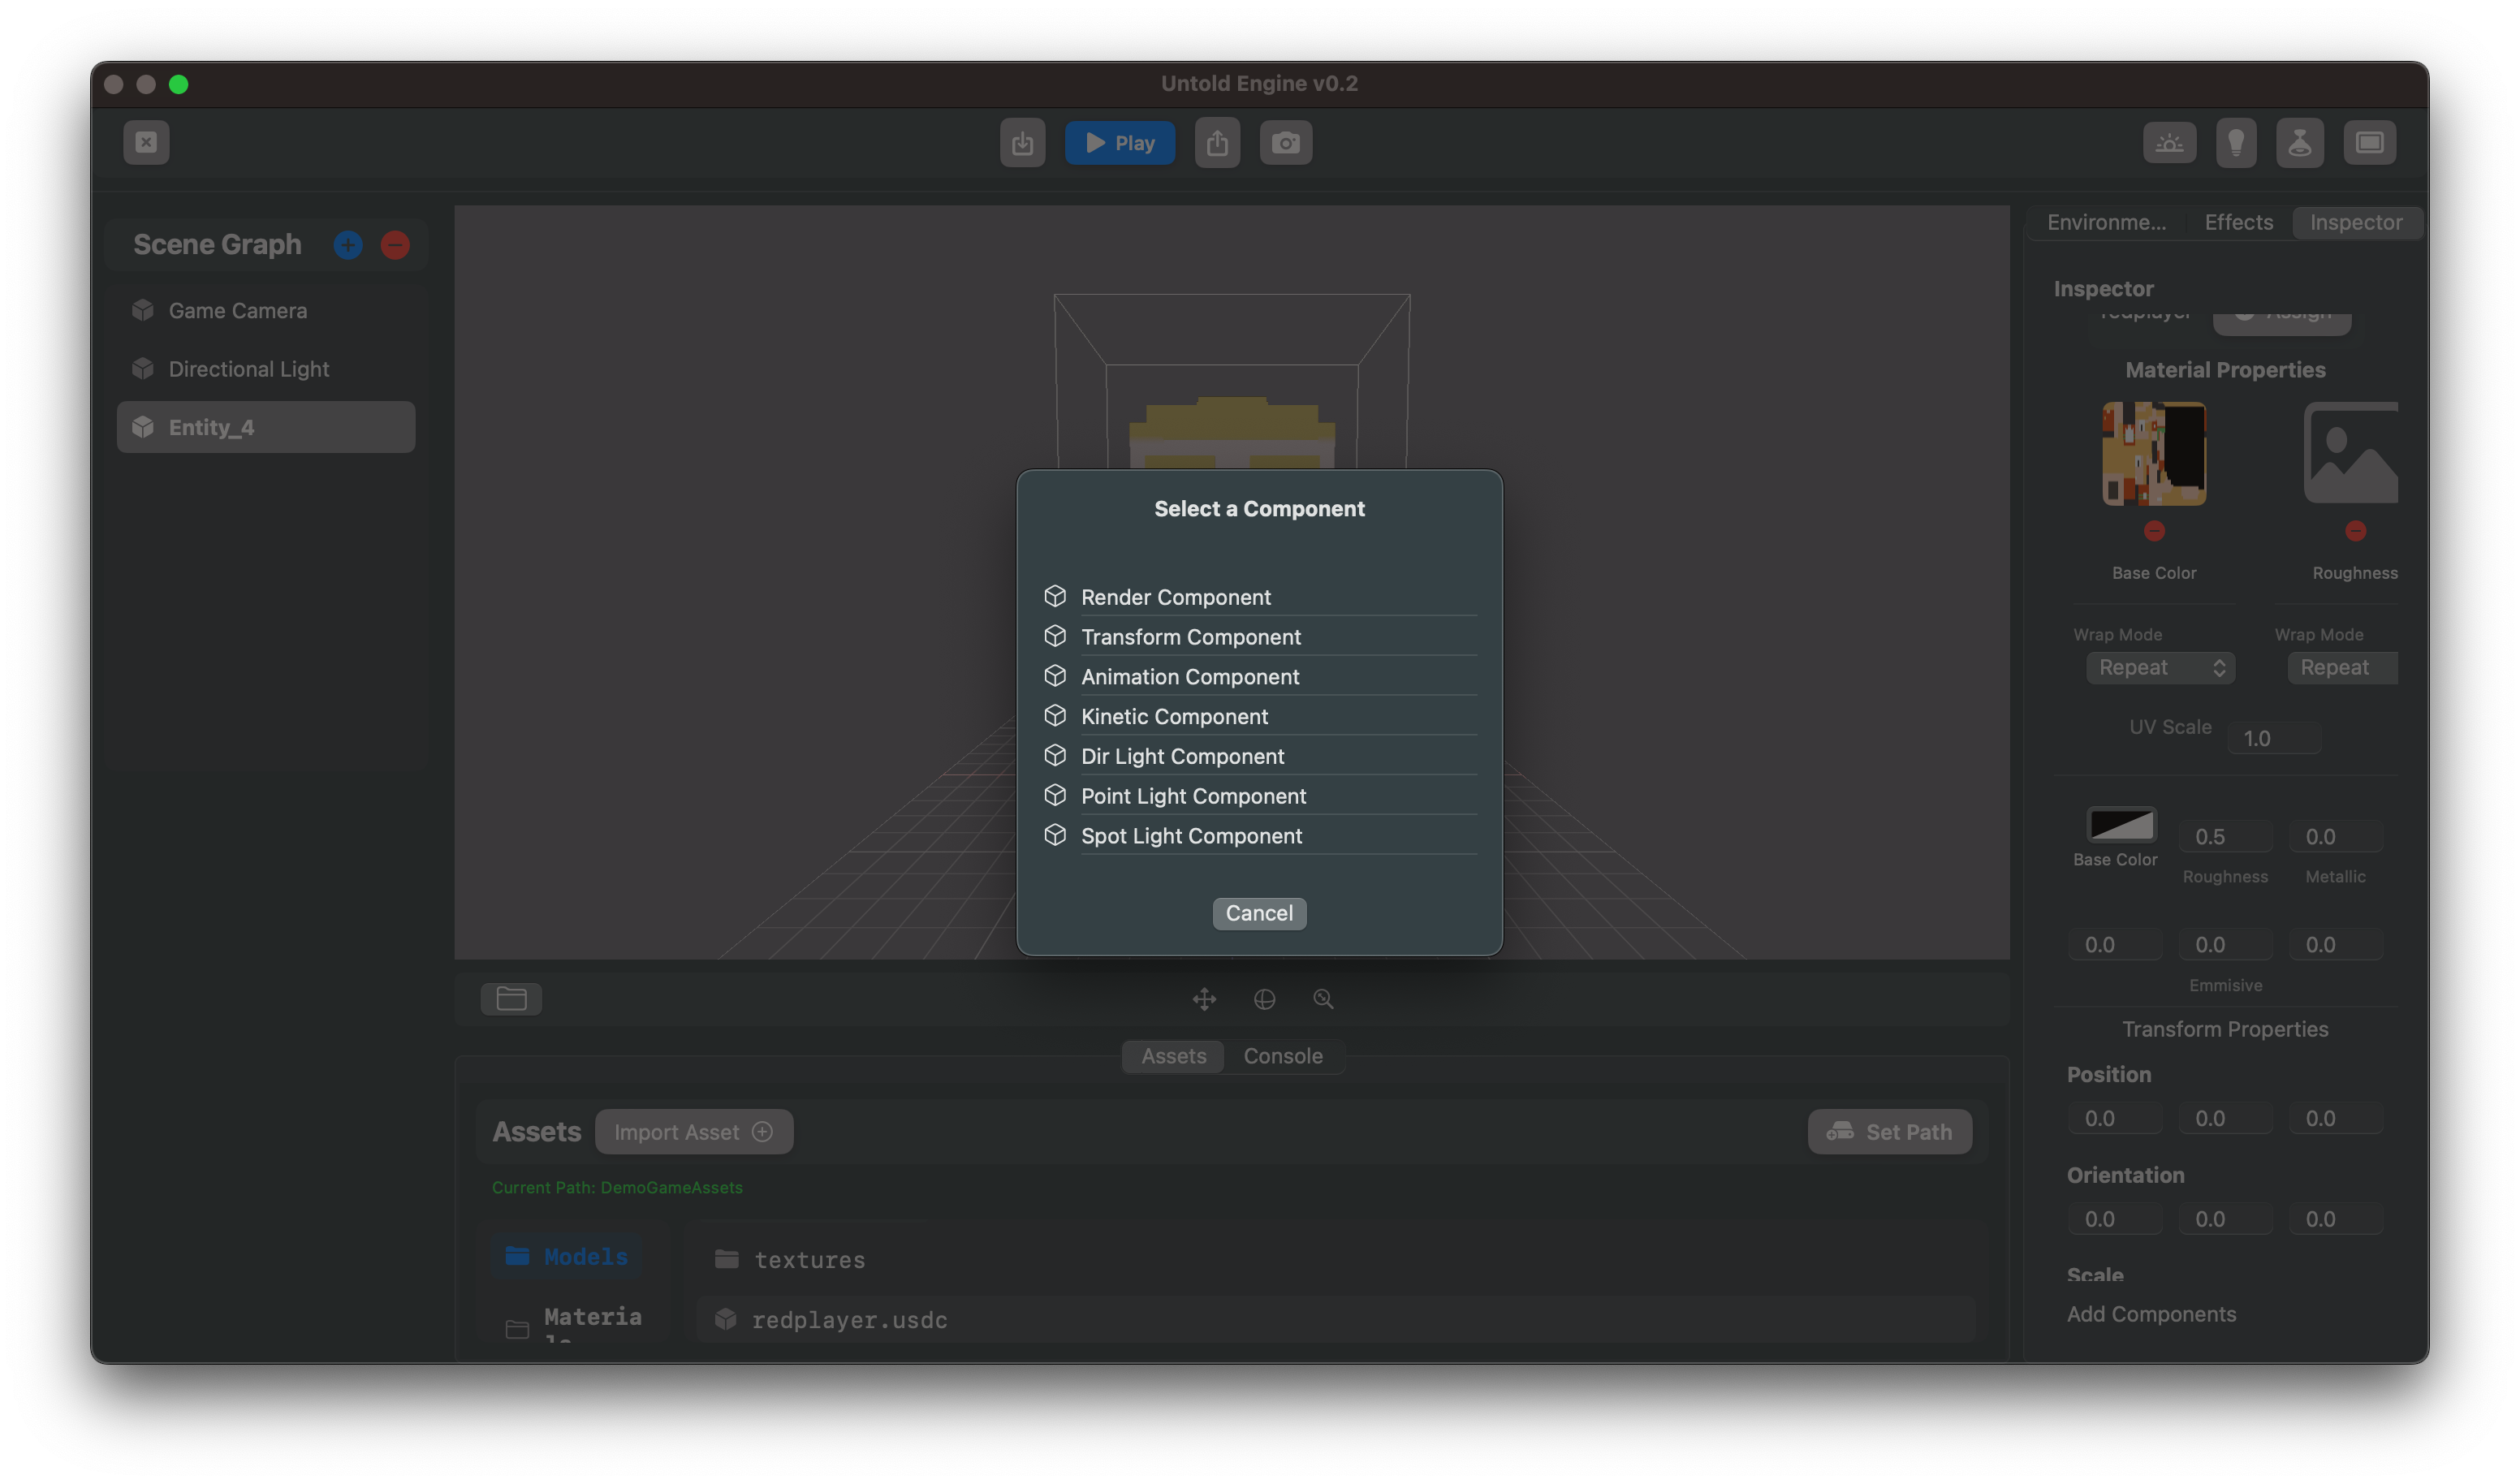 Untold Engine v0.2
Play
Scene Graph
Game Camera
Directional Light
Entity_4
Environme... Effects Inspector
Inspector
redplayer Assign
Material Properties
Base Color Roughness
Wrap Mode Wrap Mode
Repeat Repeat
UV Scale 1.0
0.5 0.0
Base Color
Roughness Metallic
0.0 0.0 0.0
Emmisive
Transform Properties
Position
0.0 0.0 0.0
Orientation
0.0 0.0 0.0
Scale
Add Components
Select a Component
Render Component
Transform Component
Animation Component
Kinetic Component
Dir Light Component
Point Light Component
Spot Light Component
Cancel
Assets Console
Assets Import Asset Set Path
Current Path: DemoGameAssets
Models
textures
Materia
redplayer.usdc